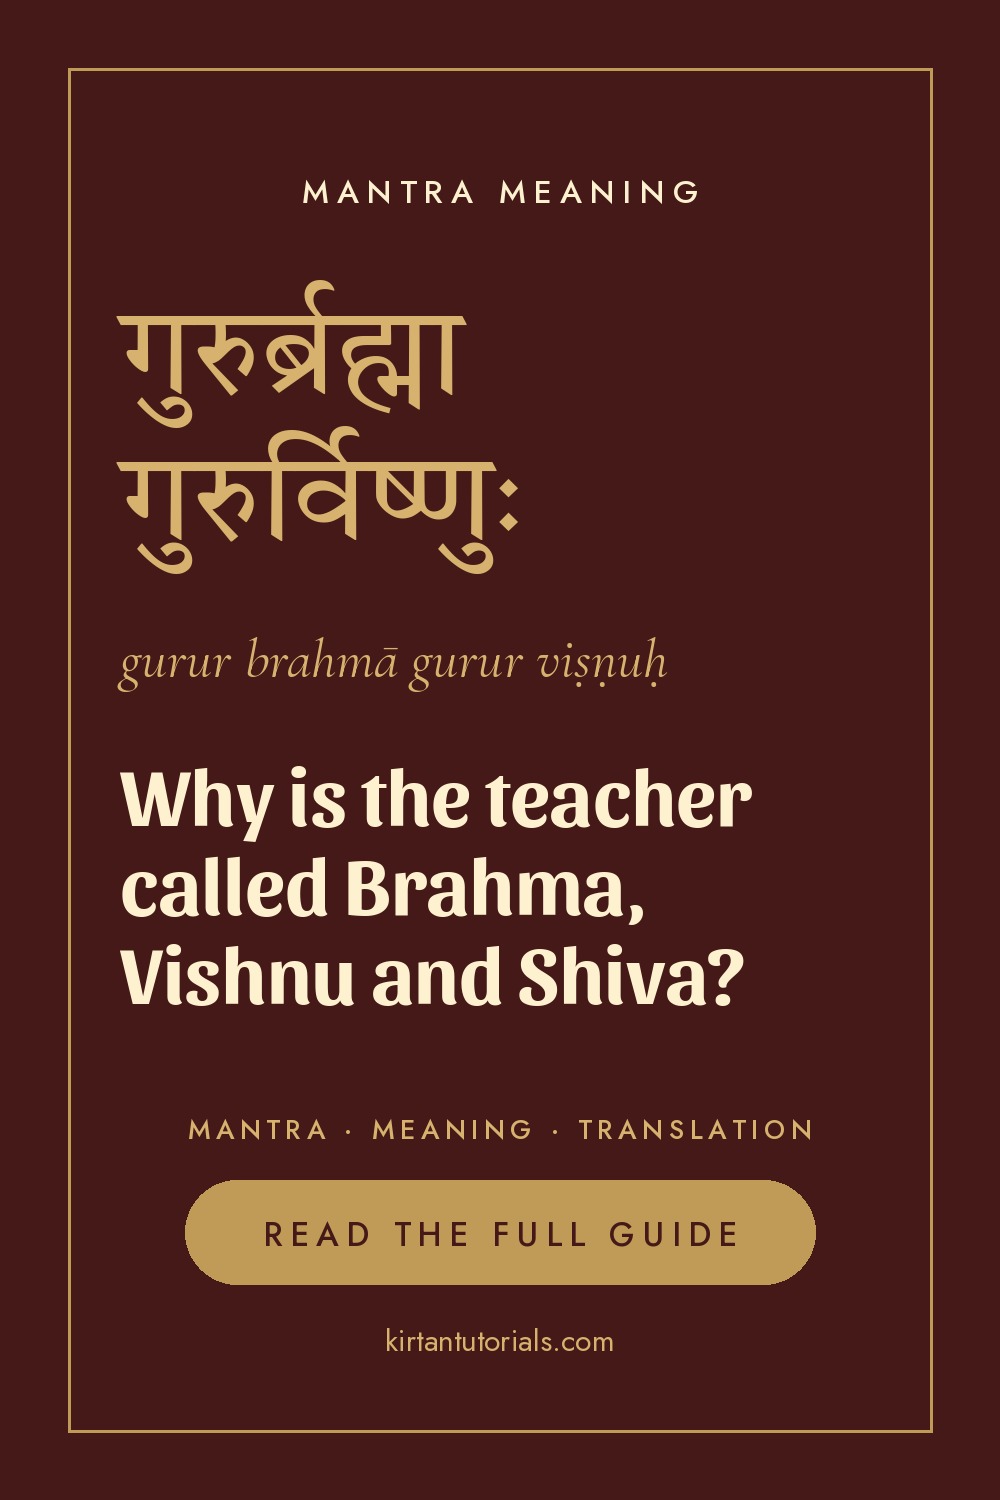 MANTRA MEANING
गुरुर्ब्रह्मा
गुरुर्विष्णुः
gurur brahmā gurur viṣṇuḥ
Why is the teacher
called Brahma,
Vishnu and Shiva?
MANTRA · MEANING · TRANSLATION
READ THE FULL GUIDE
kirtantutorials.com